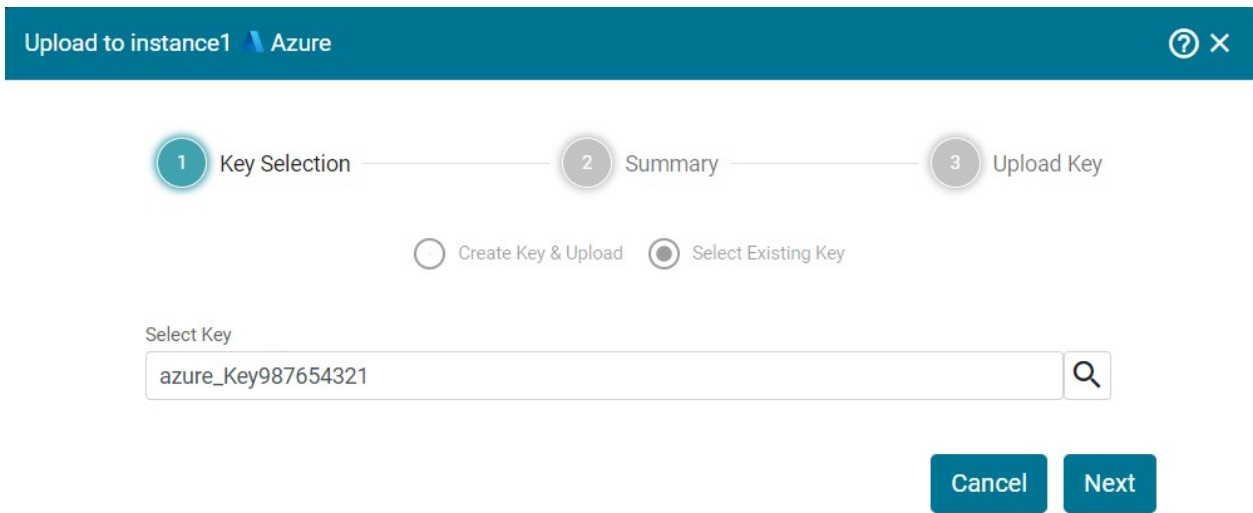 Upload to instance1 Azure
1 Key Selection 2 Summary 3 Upload Key
Create Key & Upload Select Existing Key
Select Key
azure_Key987654321
Cancel Next